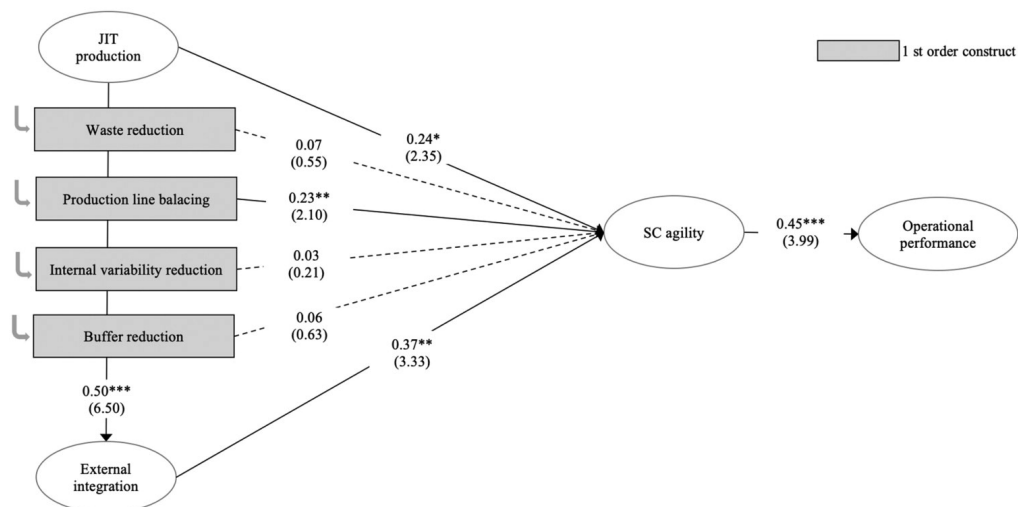 JIT
production
1 st order construct
Waste reduction
0.07
(0.55)
0.24*
(2.35)
Production line balacing
0.23**
(2.10)
SC agility
0.45***
(3.99)
Operational
performance
Internal variability reduction
0.03
(0.21)
Buffer reduction
0.06
(0.63)
0.37**
(3.33)
0.50***
(6.50)
External
integration